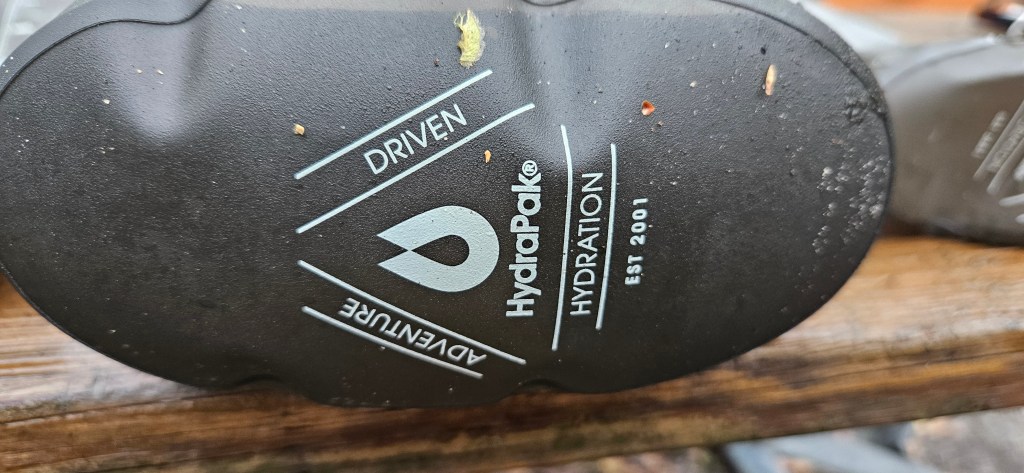 ADVENTURE
DRIVEN
HydraPak®
HYDRATION
EST 2001